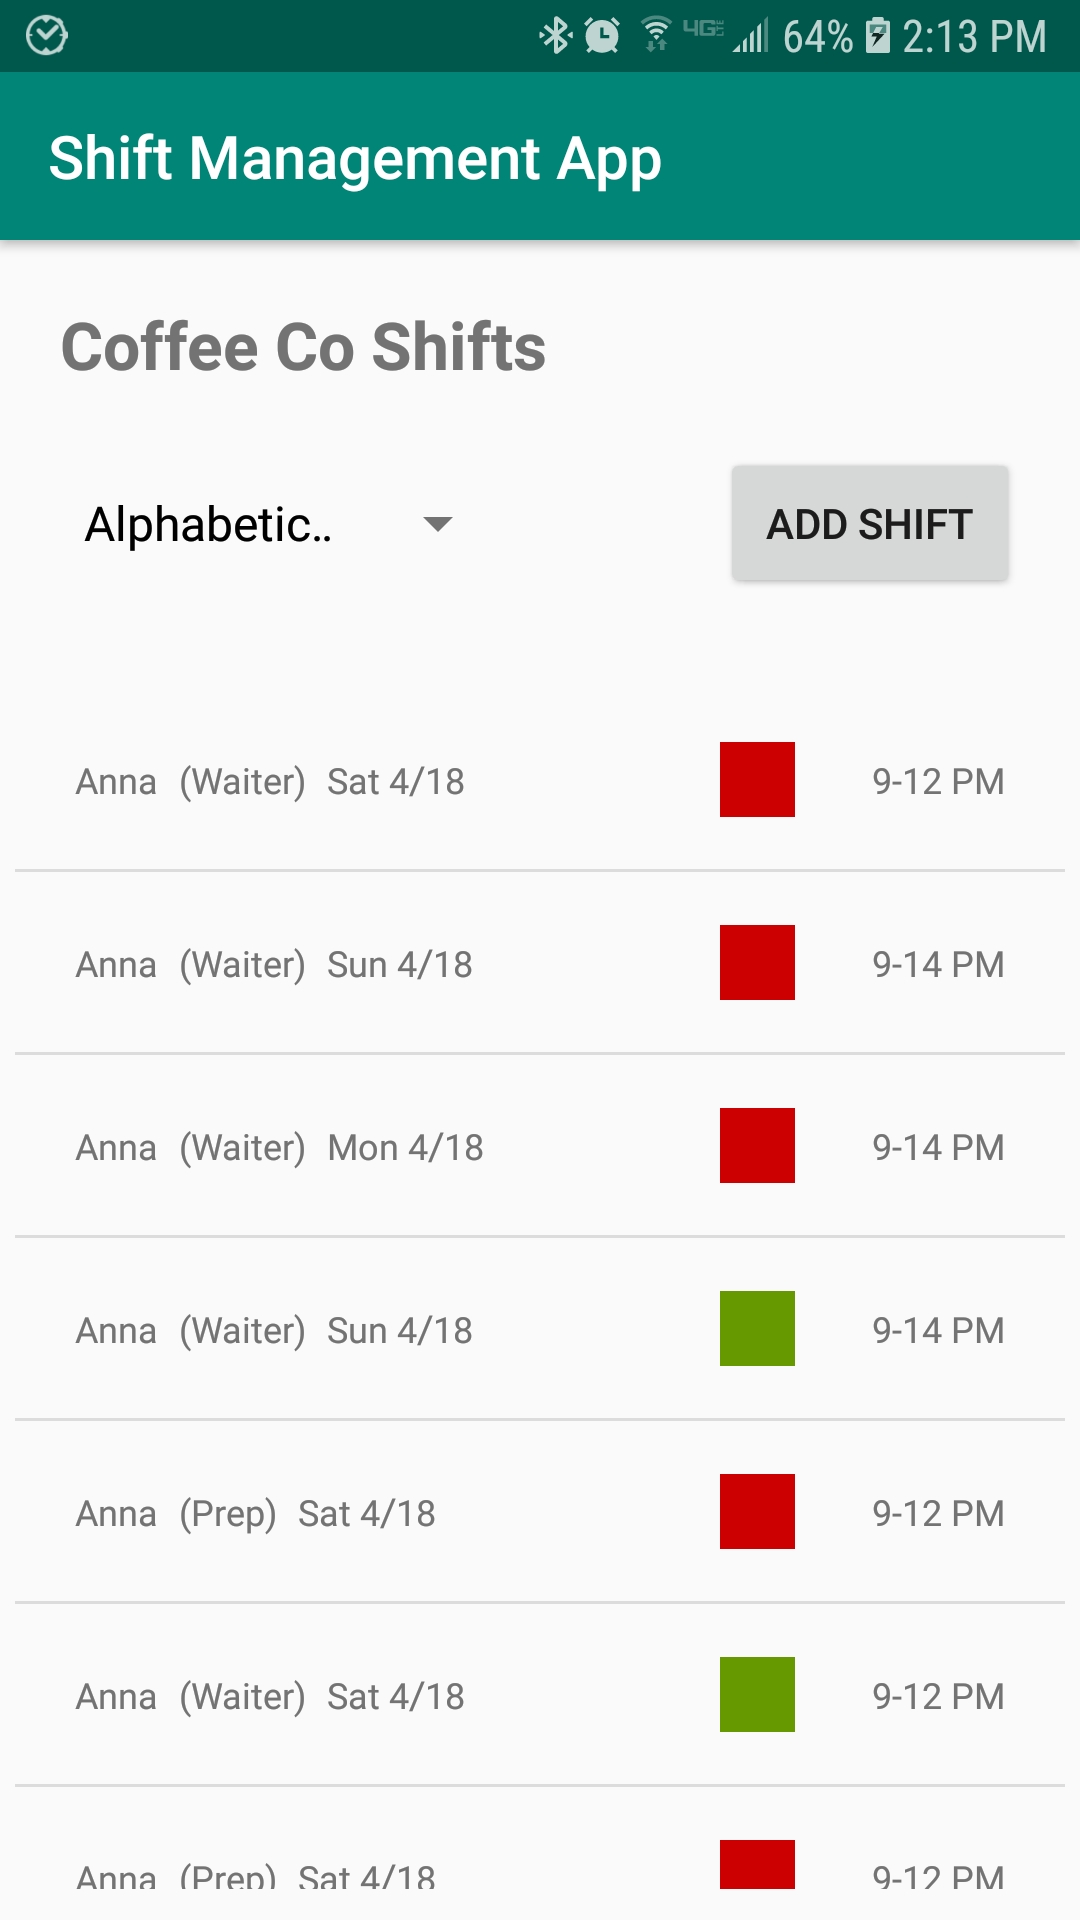 4G LTE 64% 2:13 PM
Shift Management App
Coffee Co Shifts
Alphabetic.. ADD SHIFT
Anna (Waiter) Sat 4/18 9-12 PM
Anna (Waiter) Sun 4/18 9-14 PM
Anna (Waiter) Mon 4/18 9-14 PM
Anna (Waiter) Sun 4/18 9-14 PM
Anna (Prep) Sat 4/18 9-12 PM
Anna (Waiter) Sat 4/18 9-12 PM
Anna (Prep) Sat 4/18 9-12 PM